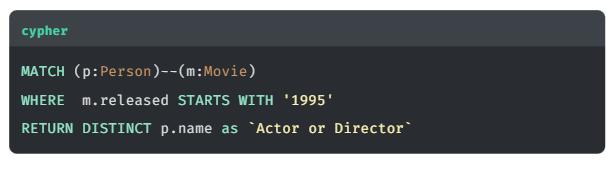 cypher
MATCH (p:Person)--(m:Movie)
WHERE  m.released STARTS WITH '1995'
RETURN DISTINCT p.name as `Actor or Director`